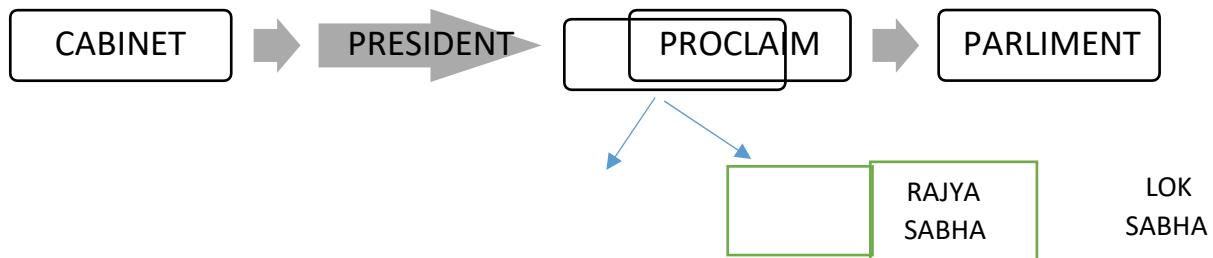 CABINET
PRESIDENT
PROCLAIM
PARLIMENT
RAJYA
SABHA
LOK
SABHA